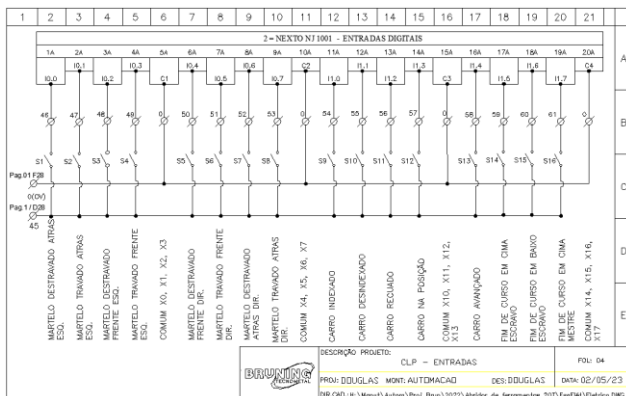 1 2 3 4 5 6 7 8 9 10 11 12 13 14 15 16 17 18 19 20 21
2 = NEXTO NJ 1001 - ENTRADAS DIGITAIS
1A 2A 3A 4A 5A 6A 7A 8A 9A 10A 11A 12A 13A 14A 15A 16A 17A 18A 19A 20A
I0.0 I0.1 I0.2 I0.3 C1 I0.4 I0.5 I0.6 I0.7 C2 I1.0 I1.1 I1.2 I1.3 C3 I1.4 I1.5 I1.6 I1.7 C4
A
46 47 48 49 0 50 51 52 53 0 54 55 56 57 0 58 59 60 61 0
B
S1 S2 S3 S4 S5 S6 S7 S8 S9 S10 S11 S12 S13 S14 S15 S16
Pag.01 F28
0(OV)
C
Pag.1 / D28
45
D
MARTELO DESTRAVADO ATRAS ESQ.
MARTELO TRAVADO ATRAS ESQ.
MARTELO DESTRAVADO FRENTE ESQ.
MARTELO TRAVADO FRENTE ESQ.
COMUM X0, X1, X2, X3
MARTELO DESTRAVADO FRENTE DIR.
MARTELO TRAVADO FRENTE DIR.
MARTELO DESTRAVADO ATRAS DIR.
MARTELO TRAVADO ATRAS DIR.
COMUM X4, X5, X6, X7
CARRO INDEXADO
CARRO DESINDEXADO
CARRO RECUADO
CARRO NA POSIÇÃO
COMUM X10, X11, X12, X13
CARRO AVANÇADO
FIM DE CURSO EM CIMA ESCRAVO
FIM DE CURSO EM BAIXO ESCRAVO
FIM DE CURSO EM CIMA MESTRE
COMUM X14, X15, X16, X17
E
BRUNING
TECNOMETAL
DESCRIÇÃO PROJETO:
CLP - ENTRADAS
FOL: 04
PROJ: DOUGLAS MONT: AUTOMACAO DES: DOUGLAS DATA: 02/05/23